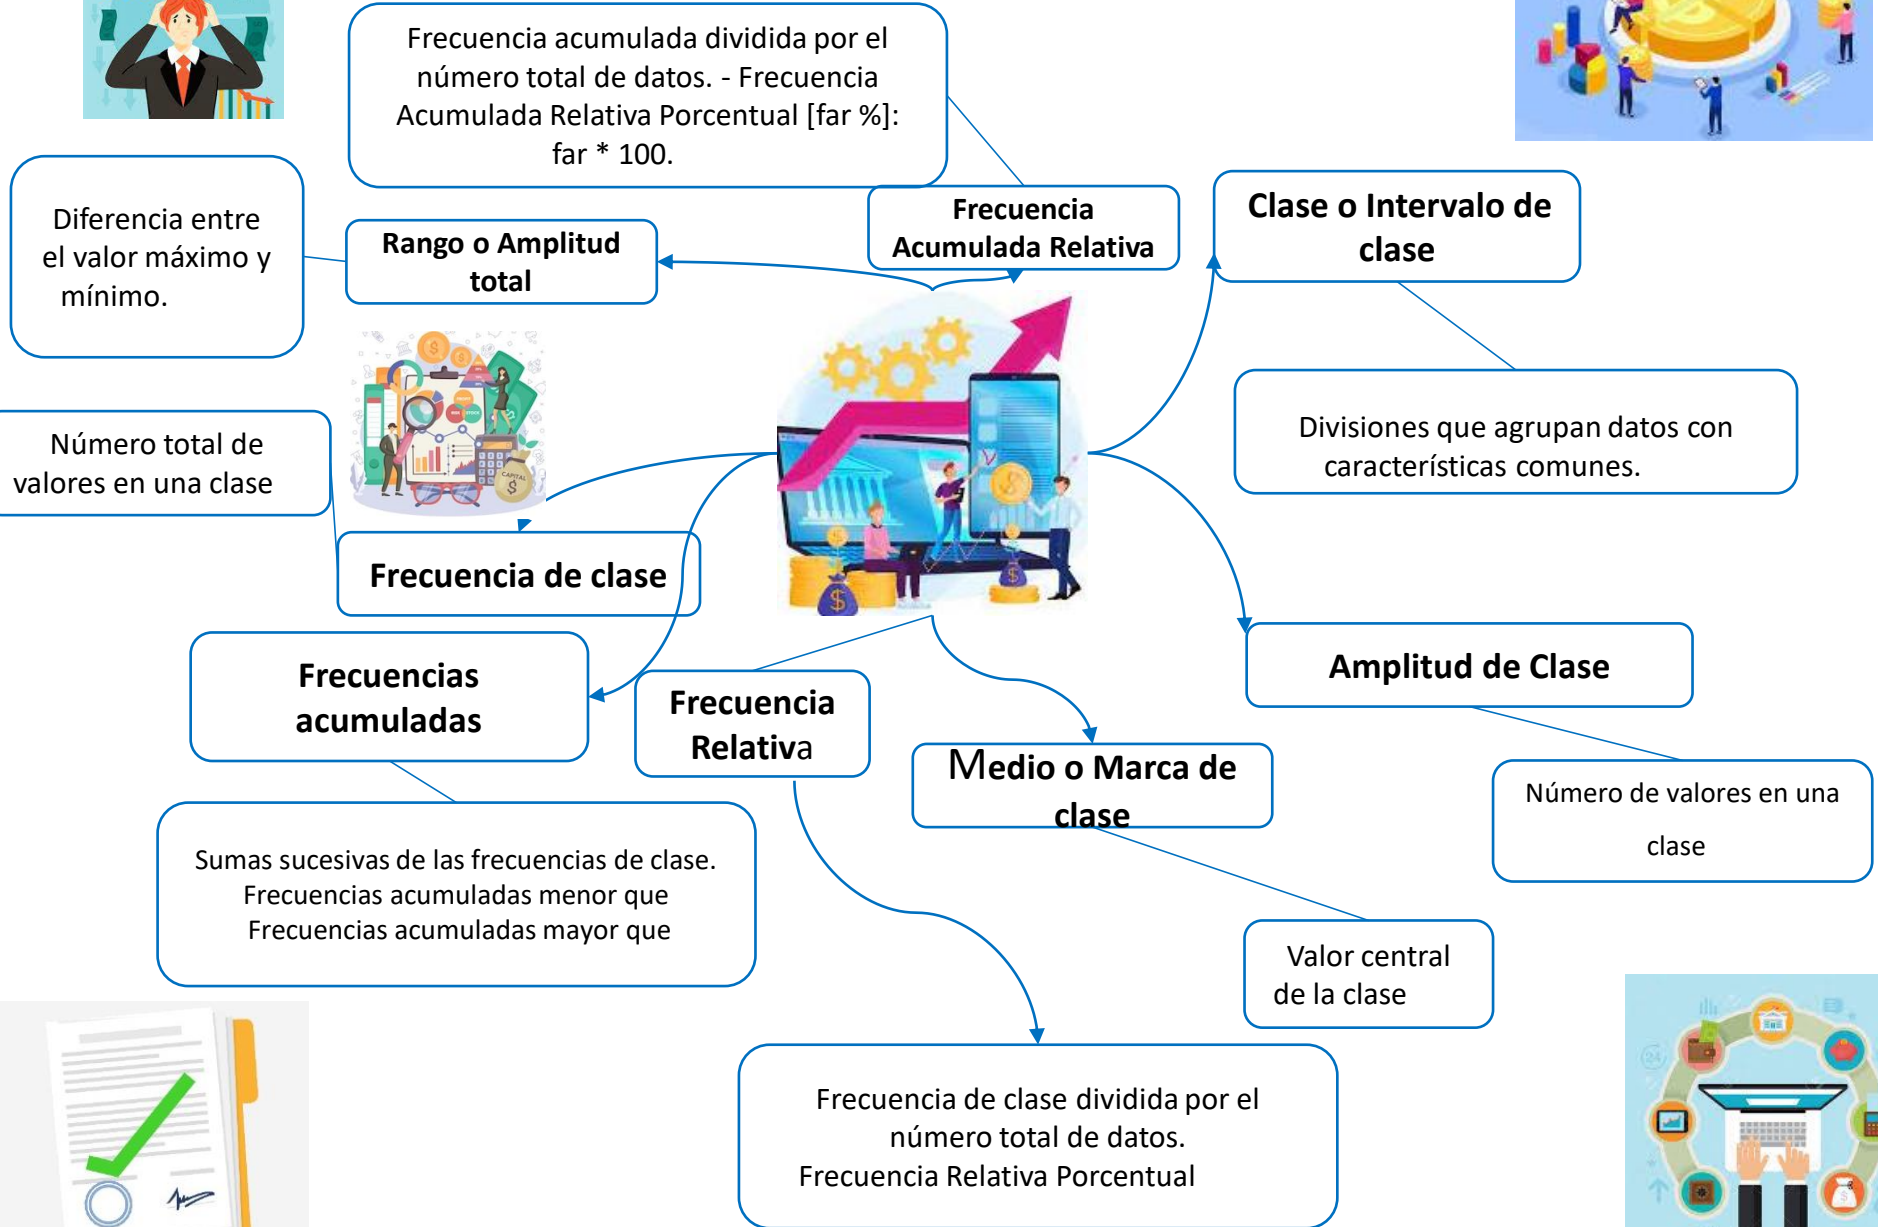 Frecuencia acumulada dividida por el
número total de datos. - Frecuencia
Acumulada Relativa Porcentual [far %]:
far * 100.
Frecuencia
Acumulada Relativa
Clase o Intervalo de
clase
Diferencia entre
el valor máximo y
mínimo.
Rango o Amplitud
total
Divisiones que agrupan datos con
características comunes.
Número total de
valores en una clase
CAPITAL
Frecuencia de clase
Amplitud de Clase
Frecuencias
acumuladas
Frecuencia
Relativa
Medio o Marca de
clase
Número de valores en una
clase
Sumas sucesivas de las frecuencias de clase.
Frecuencias acumuladas menor que
Frecuencias acumuladas mayor que
Valor central
de la clase
Frecuencia de clase dividida por el
número total de datos.
Frecuencia Relativa Porcentual
24